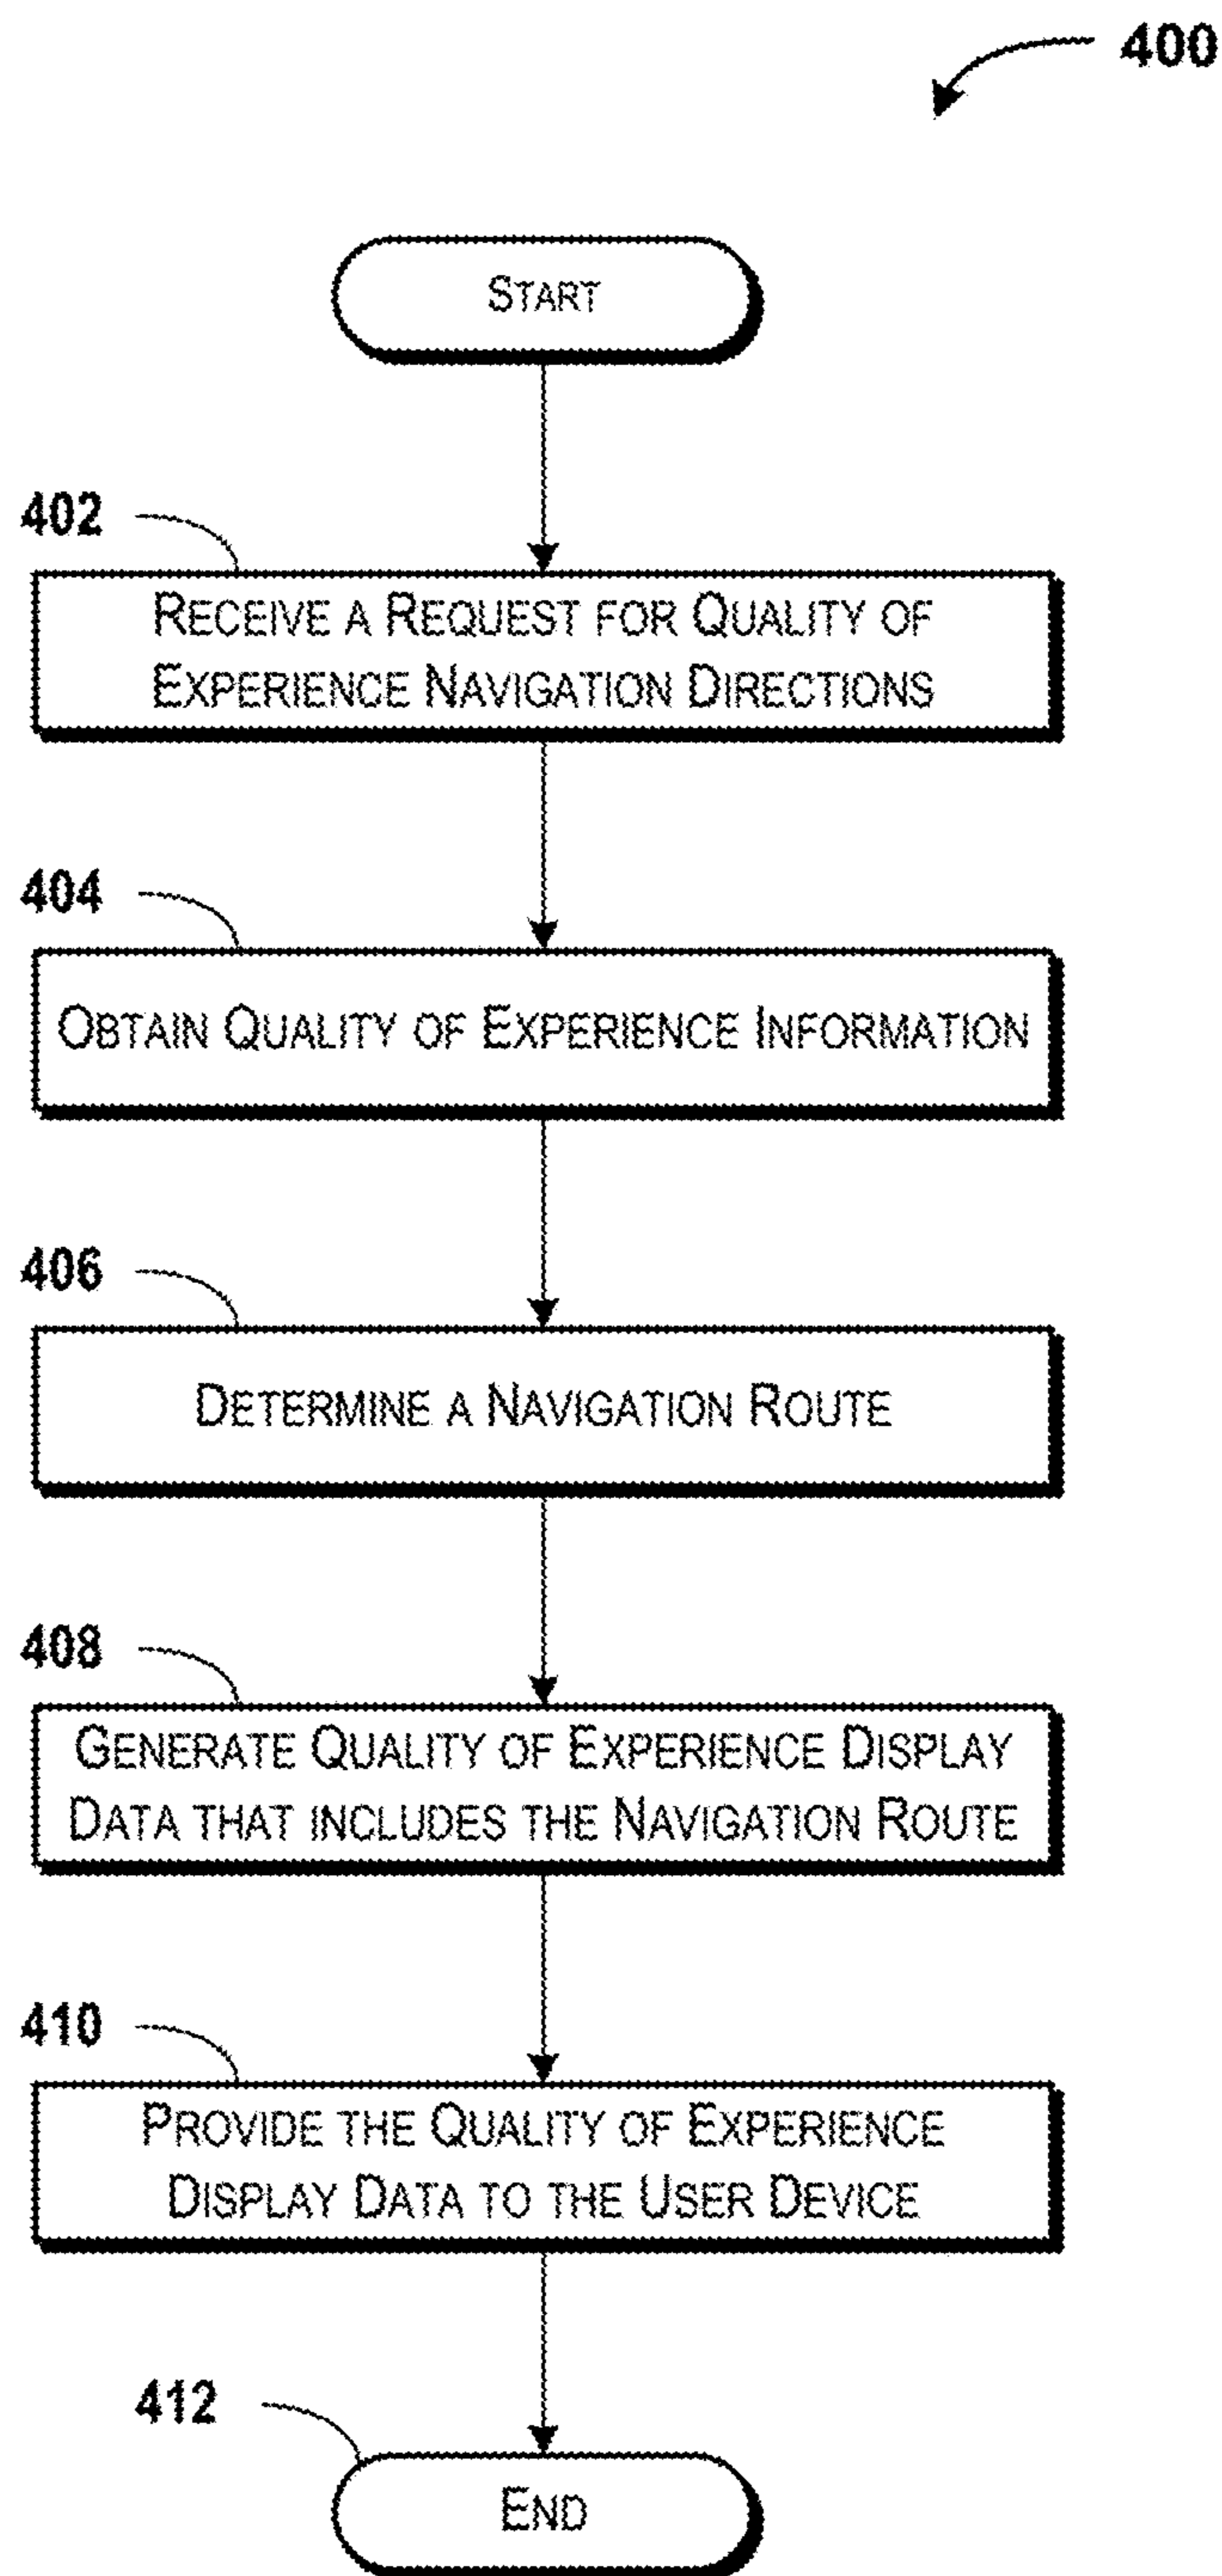 400
START
402
RECEIVE A REQUEST FOR QUALITY OF
EXPERIENCE NAVIGATION DIRECTIONS
404
OBTAIN QUALITY OF EXPERIENCE INFORMATION
406
DETERMINE A NAVIGATION ROUTE
408
GENERATE QUALITY OF EXPERIENCE DISPLAY
DATA THAT INCLUDES THE NAVIGATION ROUTE
410
PROVIDE THE QUALITY OF EXPERIENCE
DISPLAY DATA TO THE USER DEVICE
412
END